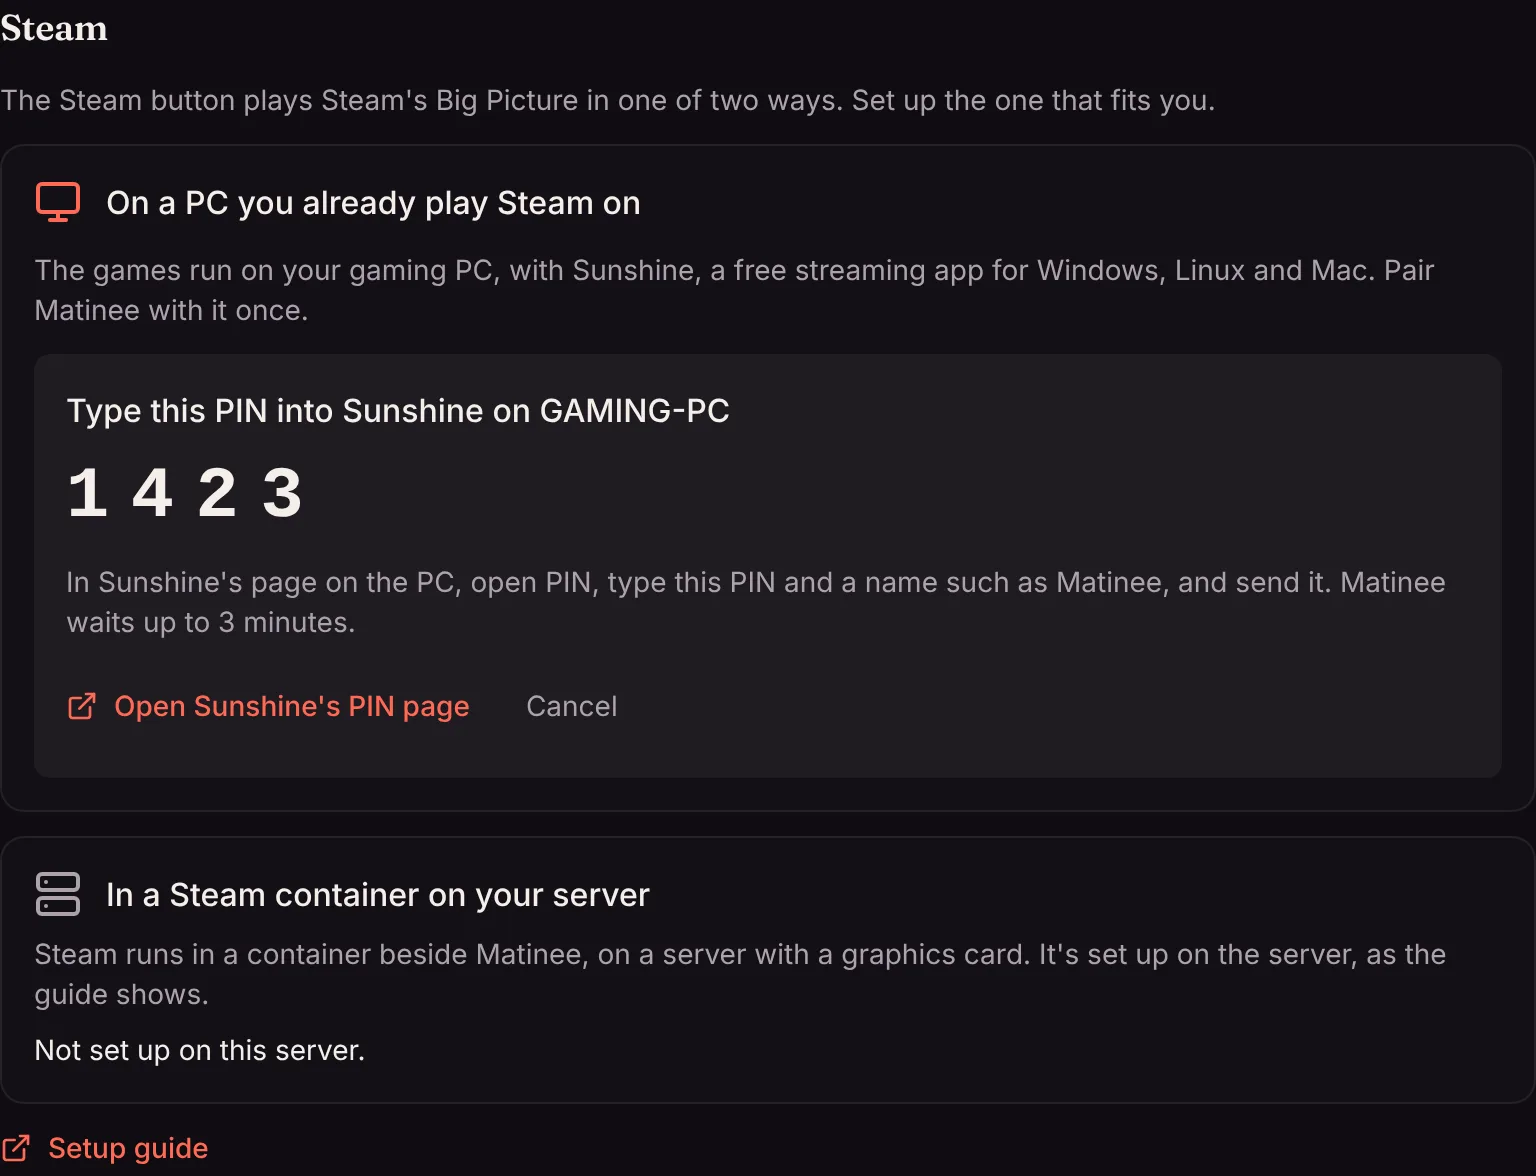 Steam
The Steam button plays Steam's Big Picture in one of two ways. Set up the one that fits you.
On a PC you already play Steam on
The games run on your gaming PC, with Sunshine, a free streaming app for Windows, Linux and Mac. Pair
Matinee with it once.
Type this PIN into Sunshine on GAMING-PC
1 4 2 3
In Sunshine's page on the PC, open PIN, type this PIN and a name such as Matinee, and send it. Matinee
waits up to 3 minutes.
Open Sunshine's PIN page Cancel
In a Steam container on your server
Steam runs in a container beside Matinee, on a server with a graphics card. It's set up on the server, as the
guide shows.
Not set up on this server.
Setup guide